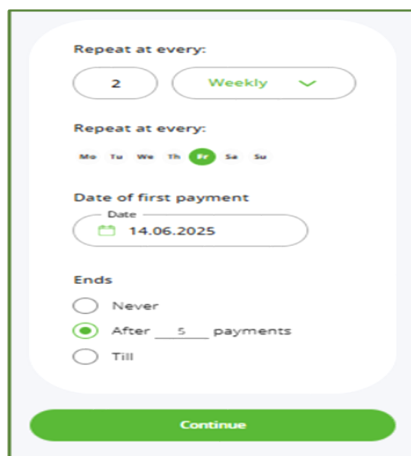 Repeat at every:
2 Weekly
Repeat at every:
Mo Tu We Th Fr Sa Su
Date of first payment
Date
14.06.2025
Ends
Never
After 5 payments
Till
Continue